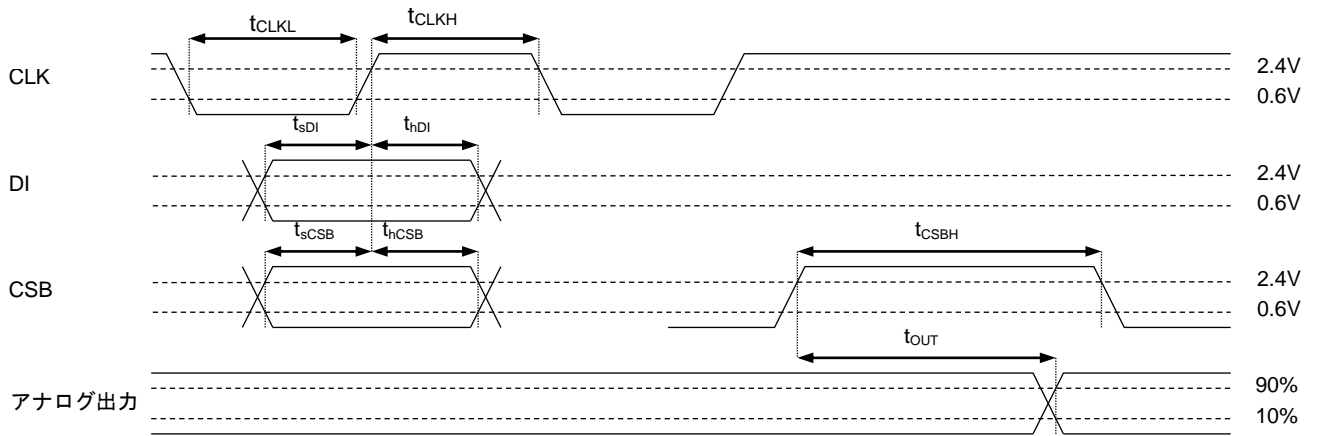 tCLKL tCLKH
CLK
2.4V
0.6V
tsDI thDI
DI
2.4V
0.6V
tsCSB thCSB tCSBH
CSB
2.4V
0.6V
tOUT
アナログ出力
90%
10%